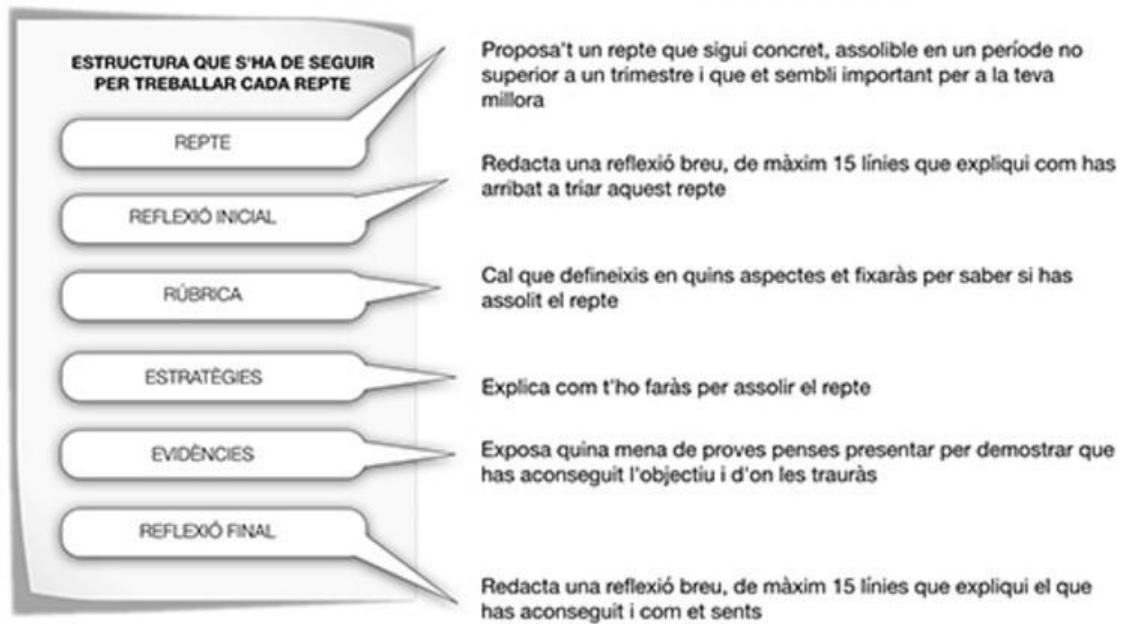 ESTRUCTURA QUE S'HA DE SEGUIR
PER TREBALLAR CADA REPTE
REPTE
Proposa't un repte que sigui concret, assolible en un període no
superior a un trimestre i que et sembli important per a la teva
millora
REFLEXIÓ INICIAL
Redacta una reflexió breu, de màxim 15 línies que expliqui com has
arribat a triar aquest repte
RÚBRICA
Cal que defineixis en quins aspectes et fixaràs per saber si has
assolit el repte
ESTRATÈGIES
Explica com t'ho faràs per assolir el repte
EVIDÈNCIES
Exposa quina mena de proves penses presentar per demostrar que
has aconseguit l'objectiu i d'on les trauràs
REFLEXIÓ FINAL
Redacta una reflexió breu, de màxim 15 línies que expliqui el que
has aconseguit i com et sents